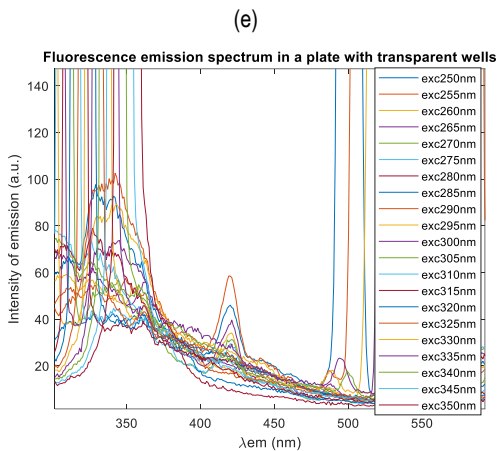 (e)
Fluorescence emission spectrum in a plate with transparent wells
140
120
100
80
60
40
20
Intensity of emission (a.u.)
350
400
450
500
550
λem (nm)
exc250nm
exc255nm
exc260nm
exc265nm
exc270nm
exc275nm
exc280nm
exc285nm
exc290nm
exc295nm
exc300nm
exc305nm
exc310nm
exc315nm
exc320nm
exc325nm
exc330nm
exc335nm
exc340nm
exc345nm
exc350nm